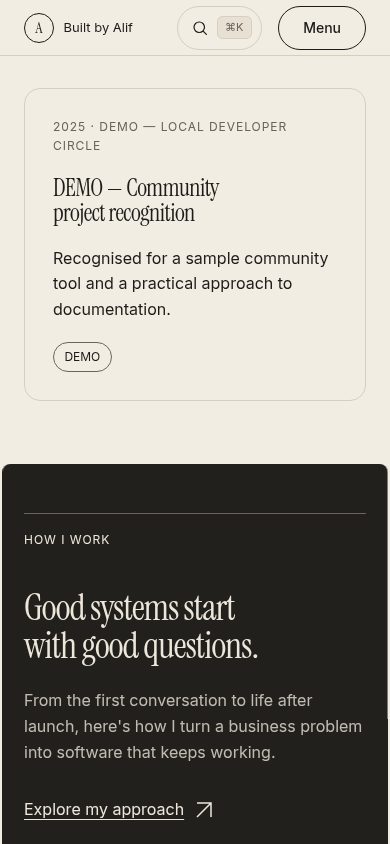 A Built by Alif ⌘K Menu
2025 · DEMO — LOCAL DEVELOPER
CIRCLE
DEMO — Community
project recognition
Recognised for a sample community
tool and a practical approach to
documentation.
DEMO
HOW I WORK
Good systems start
with good questions.
From the first conversation to life after
launch, here's how I turn a business problem
into software that keeps working.
Explore my approach